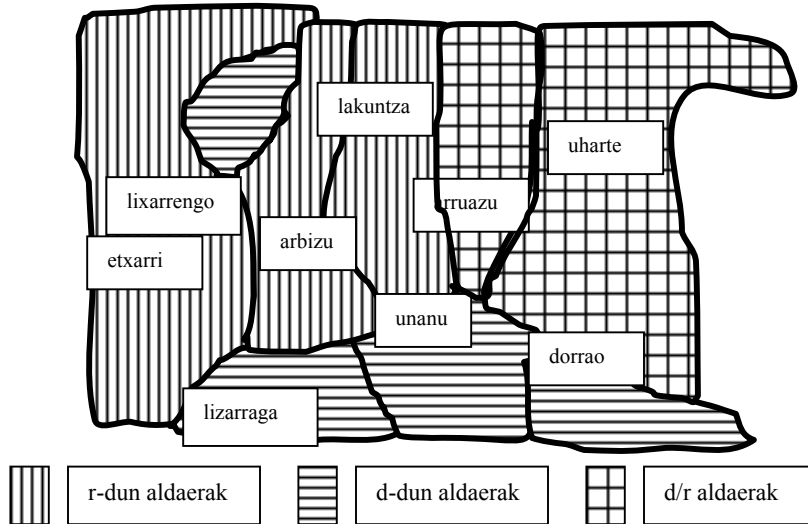 lakuntza
uharte
lixarrengo
rruazu
arbizu
etxarri
unanu
dorrao
lizarraga
r-dun aldaerak
d-dun aldaerak
d/r aldaerak